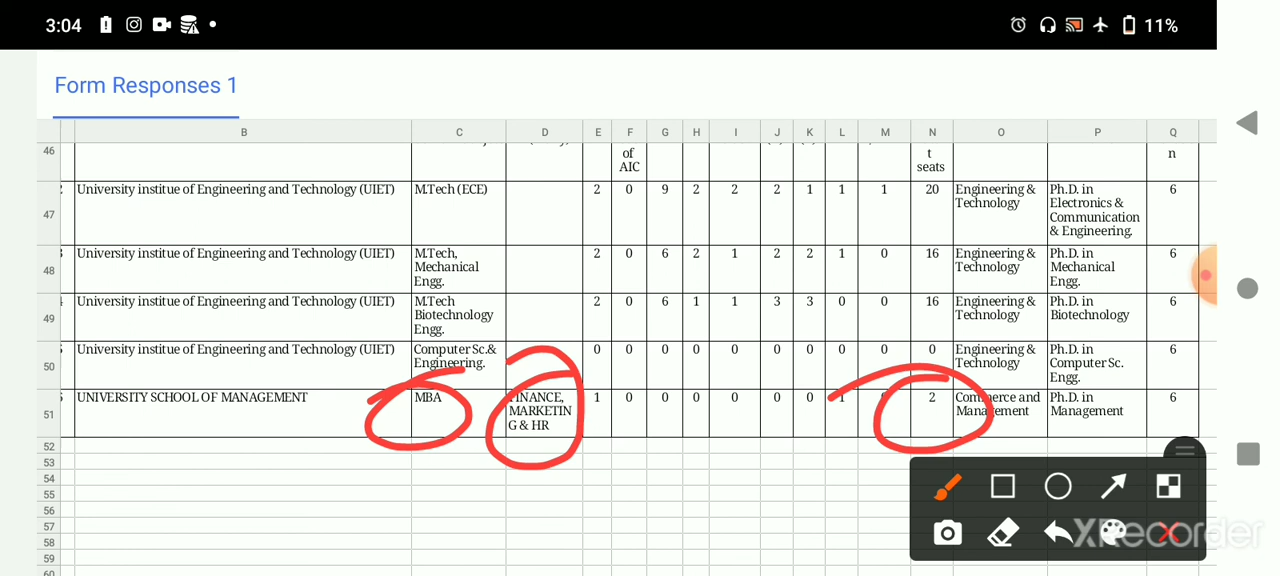 3:04
11%
Form Responses 1
B C D E F G H I J K L M N O P Q
46 of AIC t seats n
47 University institue of Engineering and Technology (UIET) M.Tech (ECE) 2 0 9 2 2 2 1 1 1 20 Engineering & Technology Ph.D. in Electronics & Communication & Engineering. 6
48 University institue of Engineering and Technology (UIET) M.Tech, Mechanical Engg. 2 0 6 2 1 2 2 1 0 16 Engineering & Technology Ph.D. in Mechanical Engg. 6
49 University institue of Engineering and Technology (UIET) M.Tech Biotechnology Engg. 2 0 6 1 1 3 3 0 0 16 Engineering & Technology Ph.D. in Biotechnology 6
50 University institue of Engineering and Technology (UIET) Computer Sc.& Engineering. 0 0 0 0 0 0 0 0 0 0 Engineering & Technology Ph.D. in Computer Sc. Engg. 6
51 UNIVERSITY SCHOOL OF MANAGEMENT MBA FINANCE, MARKETIN G & HR 1 0 0 0 0 0 0 1 2 Commerce and Management Ph.D. in Management 6
52
53
54
55
56
57
58
59
XRecorder